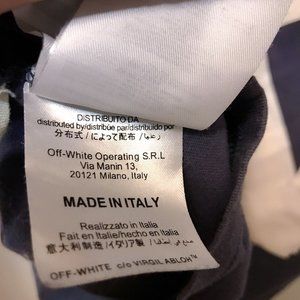 DISTRIBUITO DA
distributed by/distribúe par/distribuido por
分布式 / によって配布 /
Off-White Operating S.R.L
Via Manin 13,
20121 Milano, Italy
MADE IN ITALY
Realizzato in Italia
Fait en Italie/Hecho en Italia
意大利制造/イタリア製/
OFF-WHITE c/o VIRGIL ABLOH™